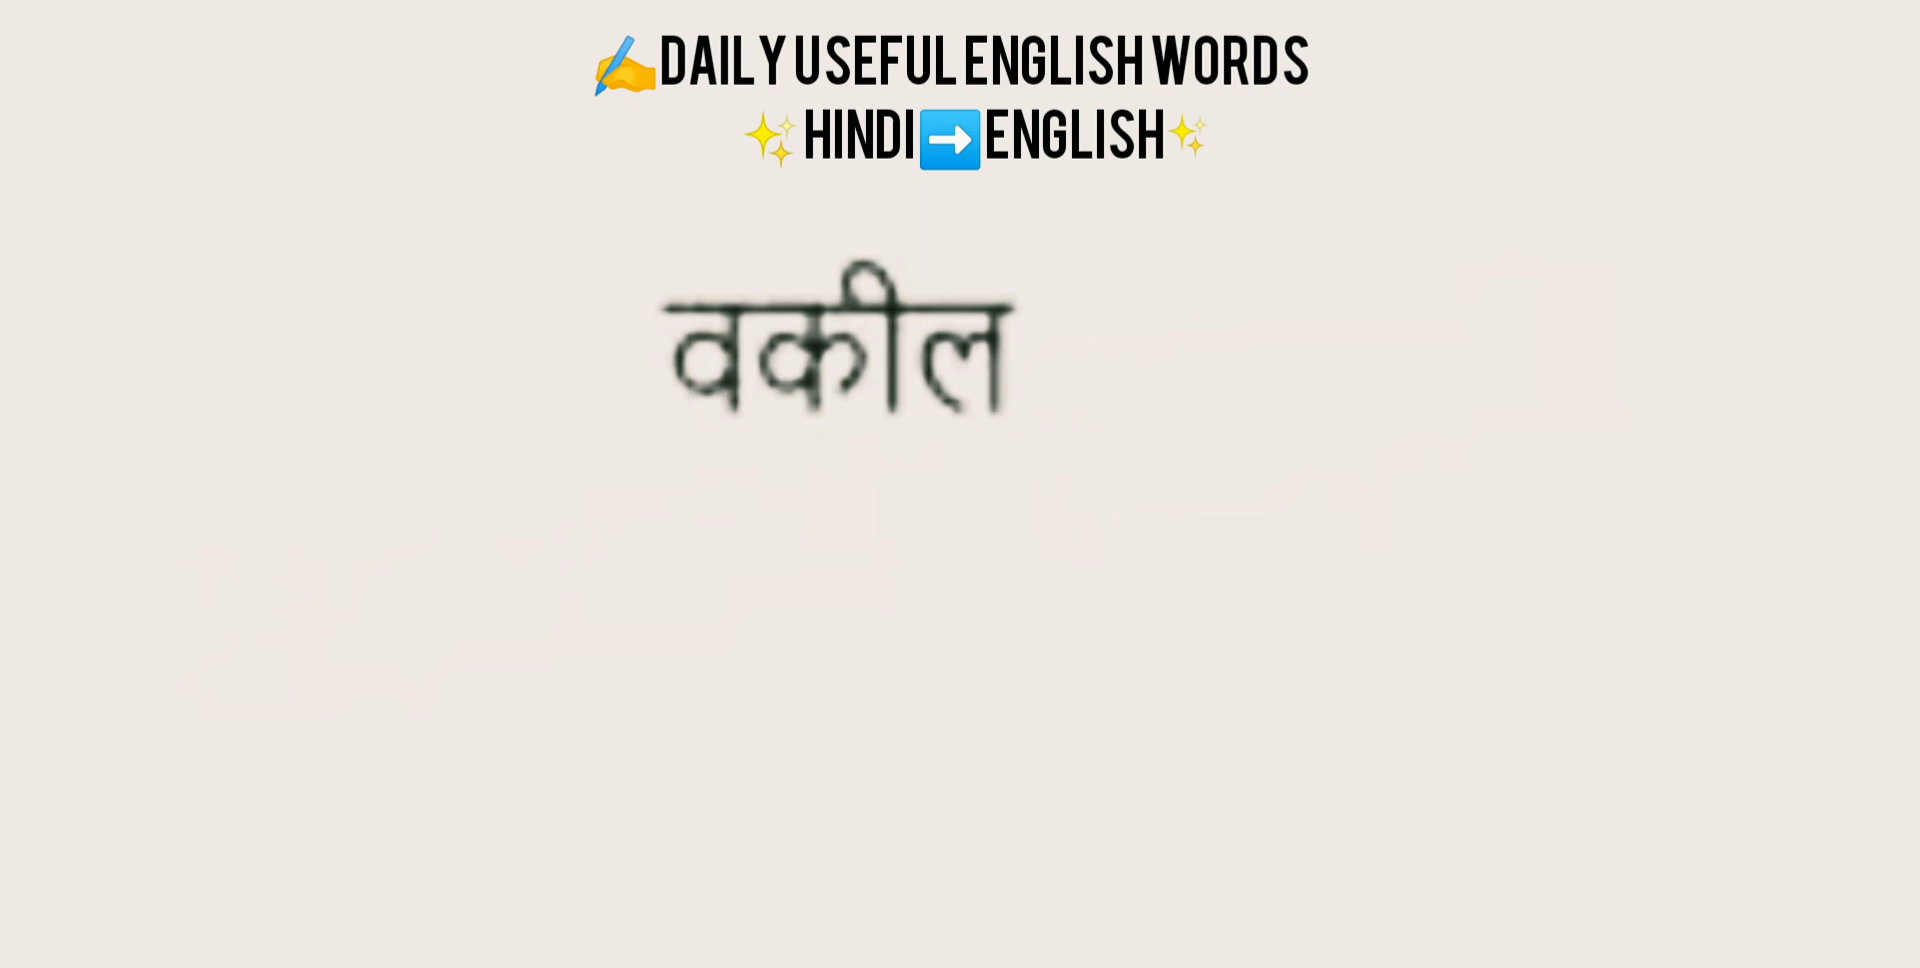 ✍️DAILY USEFUL ENGLISH WORDS
✨HINDI➡️ENGLISH✨
वकील